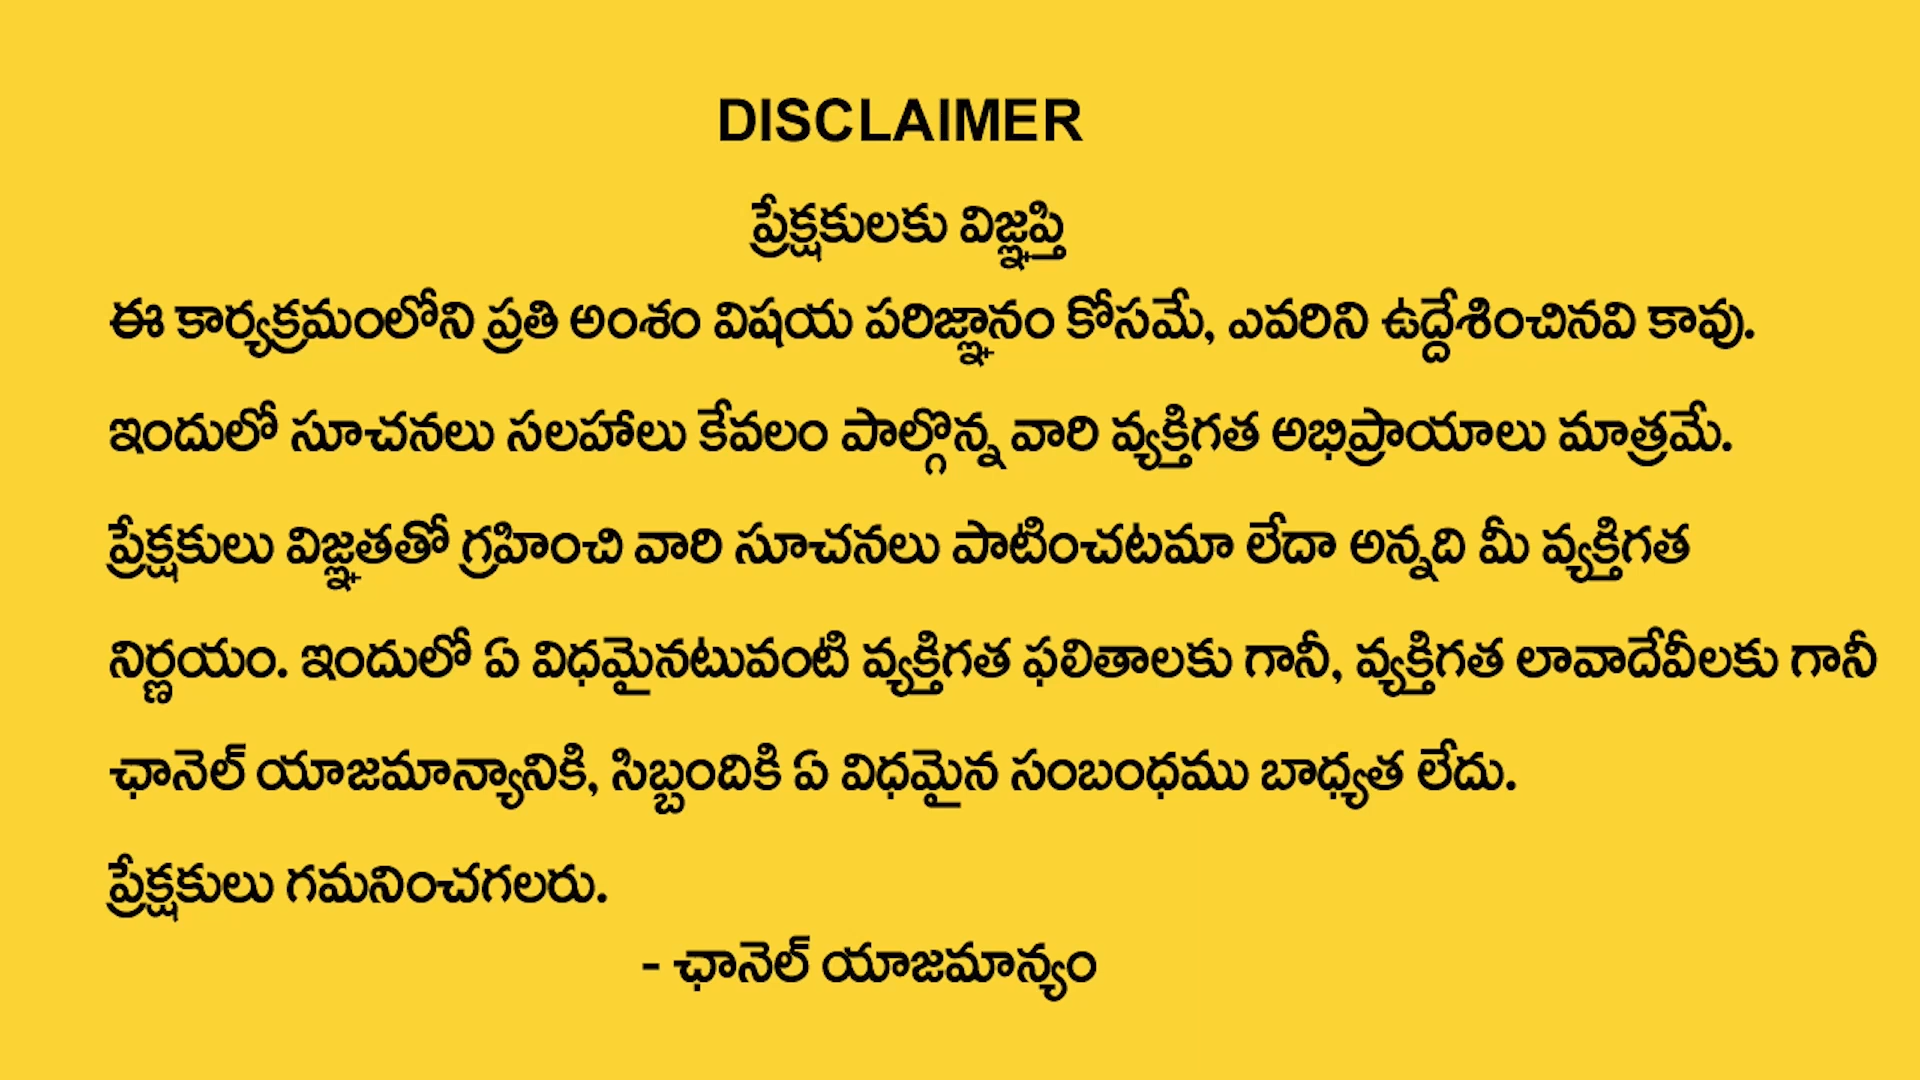 DISCLAIMER
ప్రేక్షకులకు విజ్ఞప్తి
ఈ కార్యక్రమంలోని ప్రతి అంశం విషయ పరిజ్ఞానం కోసమే, ఎవరిని ఉద్దేశించినవి కావు.
ఇందులో సూచనలు సలహాలు కేవలం పాల్గొన్న వారి వ్యక్తిగత అభిప్రాయాలు మాత్రమే.
ప్రేక్షకులు విజ్ఞతతో గ్రహించి వారి సూచనలు పాటించటమా లేదా అన్నది మీ వ్యక్తిగత
నిర్ణయం. ఇందులో ఏ విధమైనటువంటి వ్యక్తిగత ఫలితాలకు గానీ, వ్యక్తిగత లావాదేవీలకు గానీ
ఛానెల్ యాజమాన్యానికి, సిబ్బందికి ఏ విధమైన సంబంధము బాధ్యత లేదు.
ప్రేక్షకులు గమనించగలరు.
- ఛానెల్ యాజమాన్యం